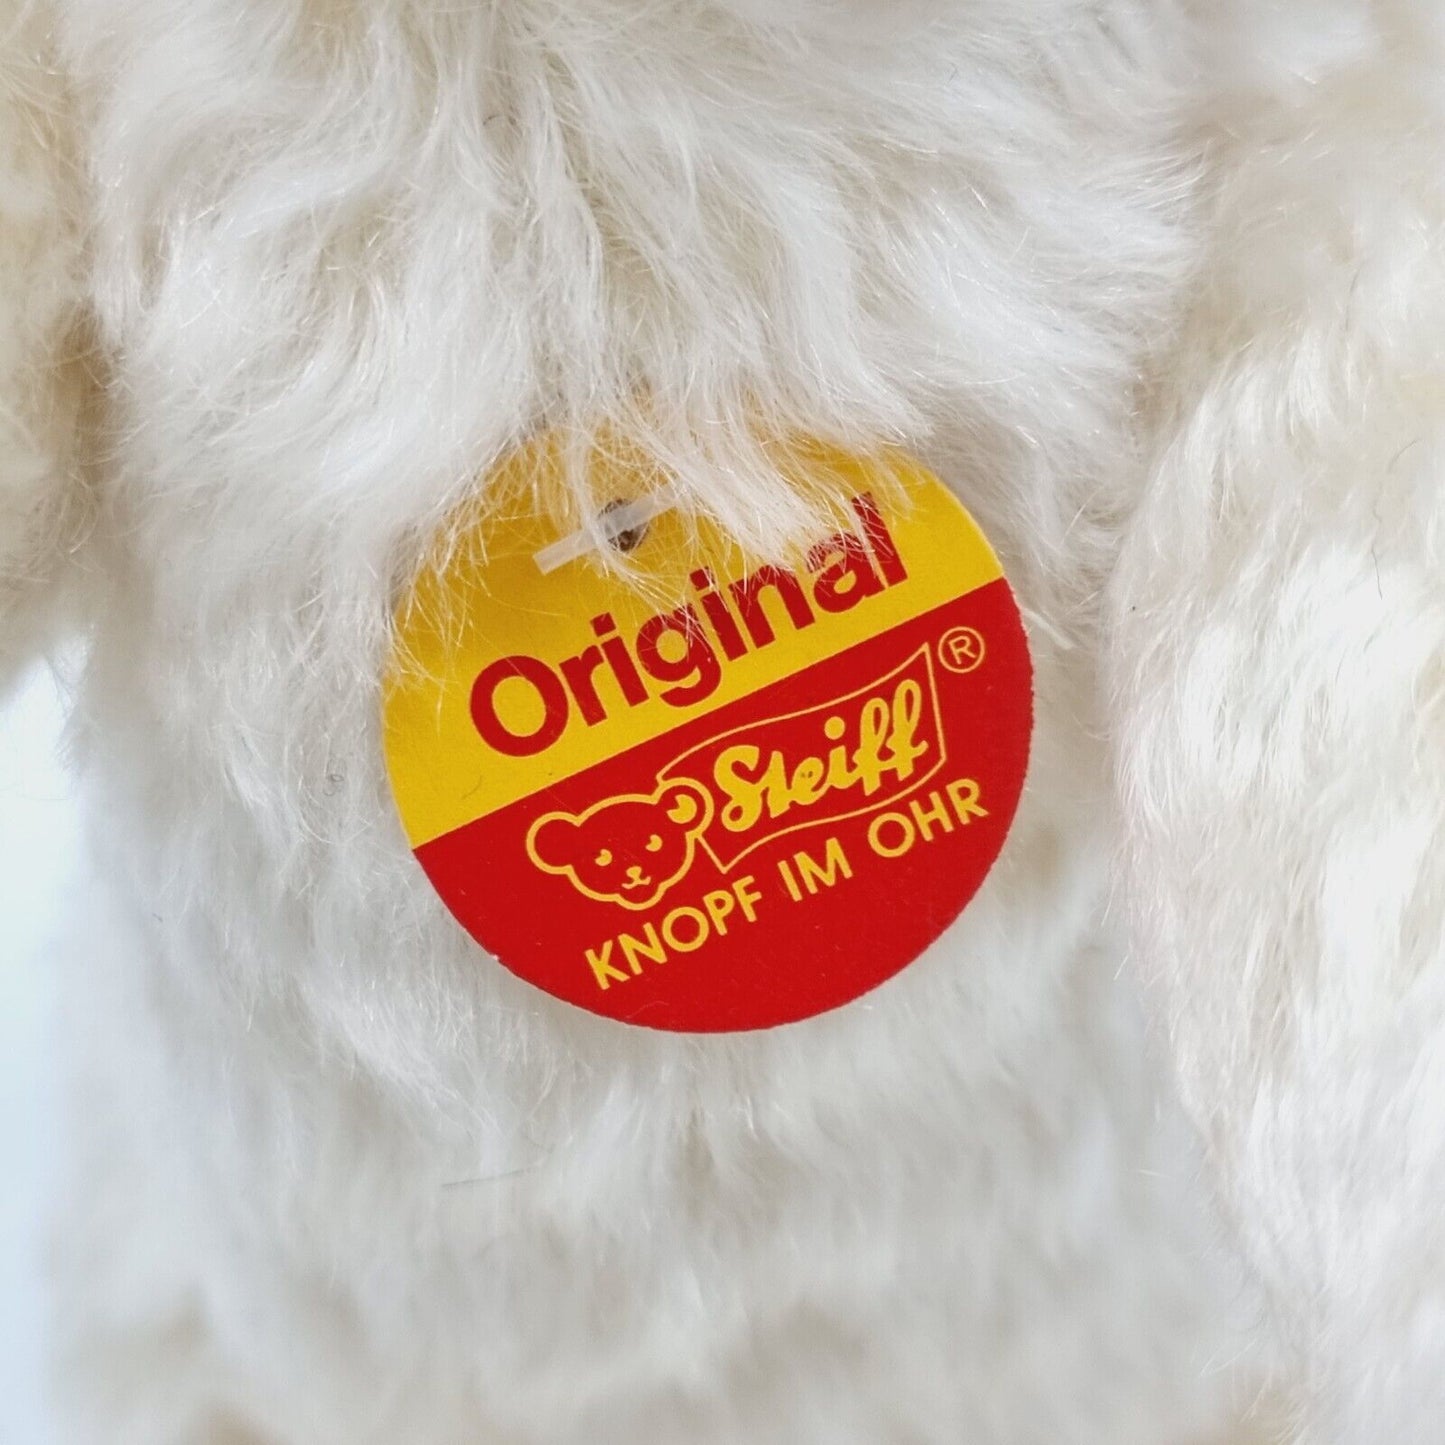 Original
Steiff ®
KNOPF IM OHR